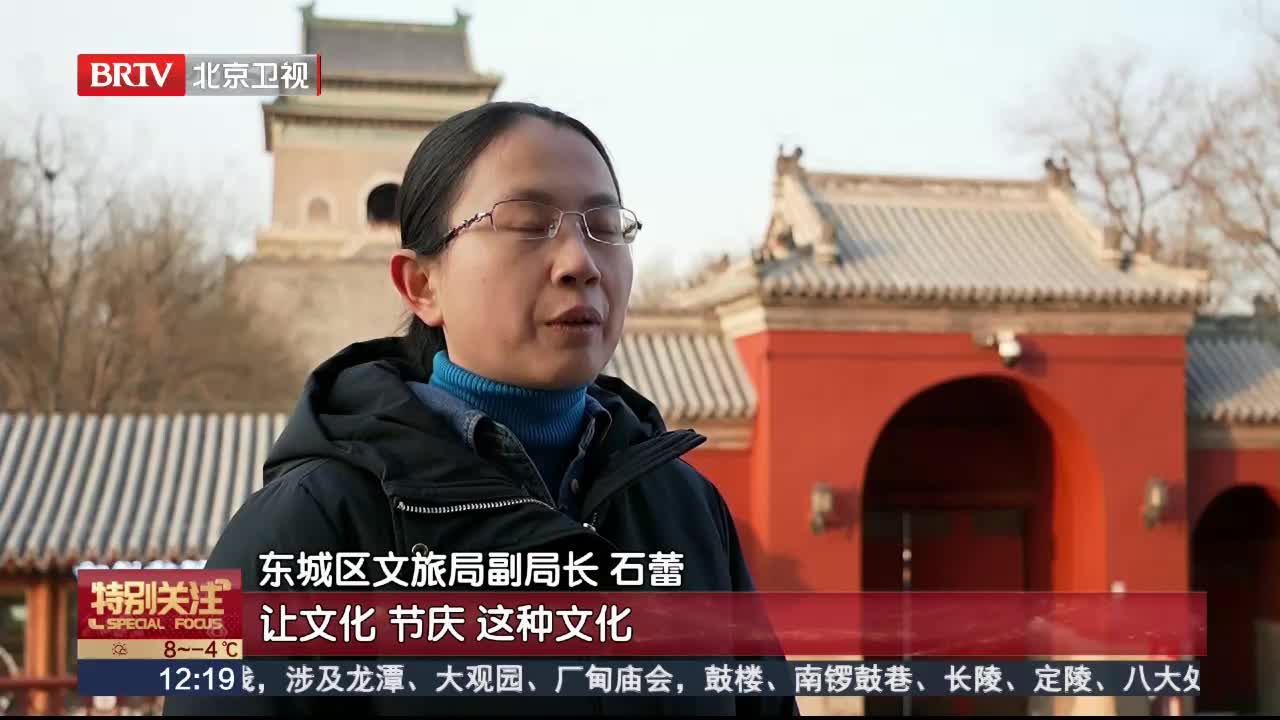 BRTV 北京卫视
东城区文旅局副局长 石蕾
特别关注
SPECIAL FOCUS
让文化 节庆 这种文化
8~-4℃
12:19
线，涉及龙潭、大观园、厂甸庙会，鼓楼、南锣鼓巷、长陵、定陵、八大处